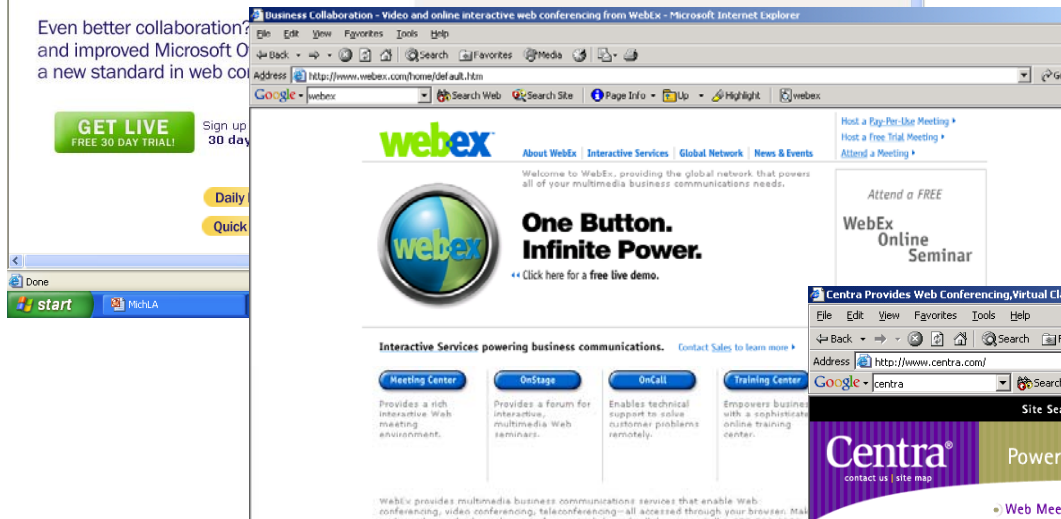 Even better collaboration?
and improved Microsoft O
a new standard in web co
GET LIVE
FREE 30 DAY TRIAL!
Sign up
30 day
Daily
Quick
Done
start
MichLA
Business Collaboration - Video and online interactive web conferencing from WebEx - Microsoft Internet Explorer
File Edit View Favorites Tools Help
Back Search Favorites Media
Address http://www.webex.com/home/default.htm
Google webex Search Web Search Site Page Info Up Highlight webex
webex
About WebEx Interactive Services Global Network News & Events
Host a Pay-Per-Use Meeting
Host a Free Trial Meeting
Attend a Meeting
Welcome to WebEx, providing the global network that powers
all of your multimedia business communications needs.
webex
One Button.
Infinite Power.
Click here for a free live demo.
Attend a FREE
WebEx
Online
Seminar
Interactive Services powering business communications. Contact Sales to learn more
Meeting Center
Provides a rich
Interactive Web
meeting
environment.
OnStage
Provides a forum for
interactive,
multimedia Web
seminars.
OnCall
Enables technical
support to solve
customer problems
remotely.
Training Center
Empowers busines
with a sophisticate
online training
center.
WebEx provides multimedia business communications services that enable Web
conferencing, video conferencing, teleconferencing—all accessed through your browser. Mak
Centra Provides Web Conferencing,Virtual Cla
File Edit View Favorites Tools Help
Back Search
Address http://www.centra.com/
Google centra Search
Site Sea
Centra®
contact us | site map
Power
Web Mee